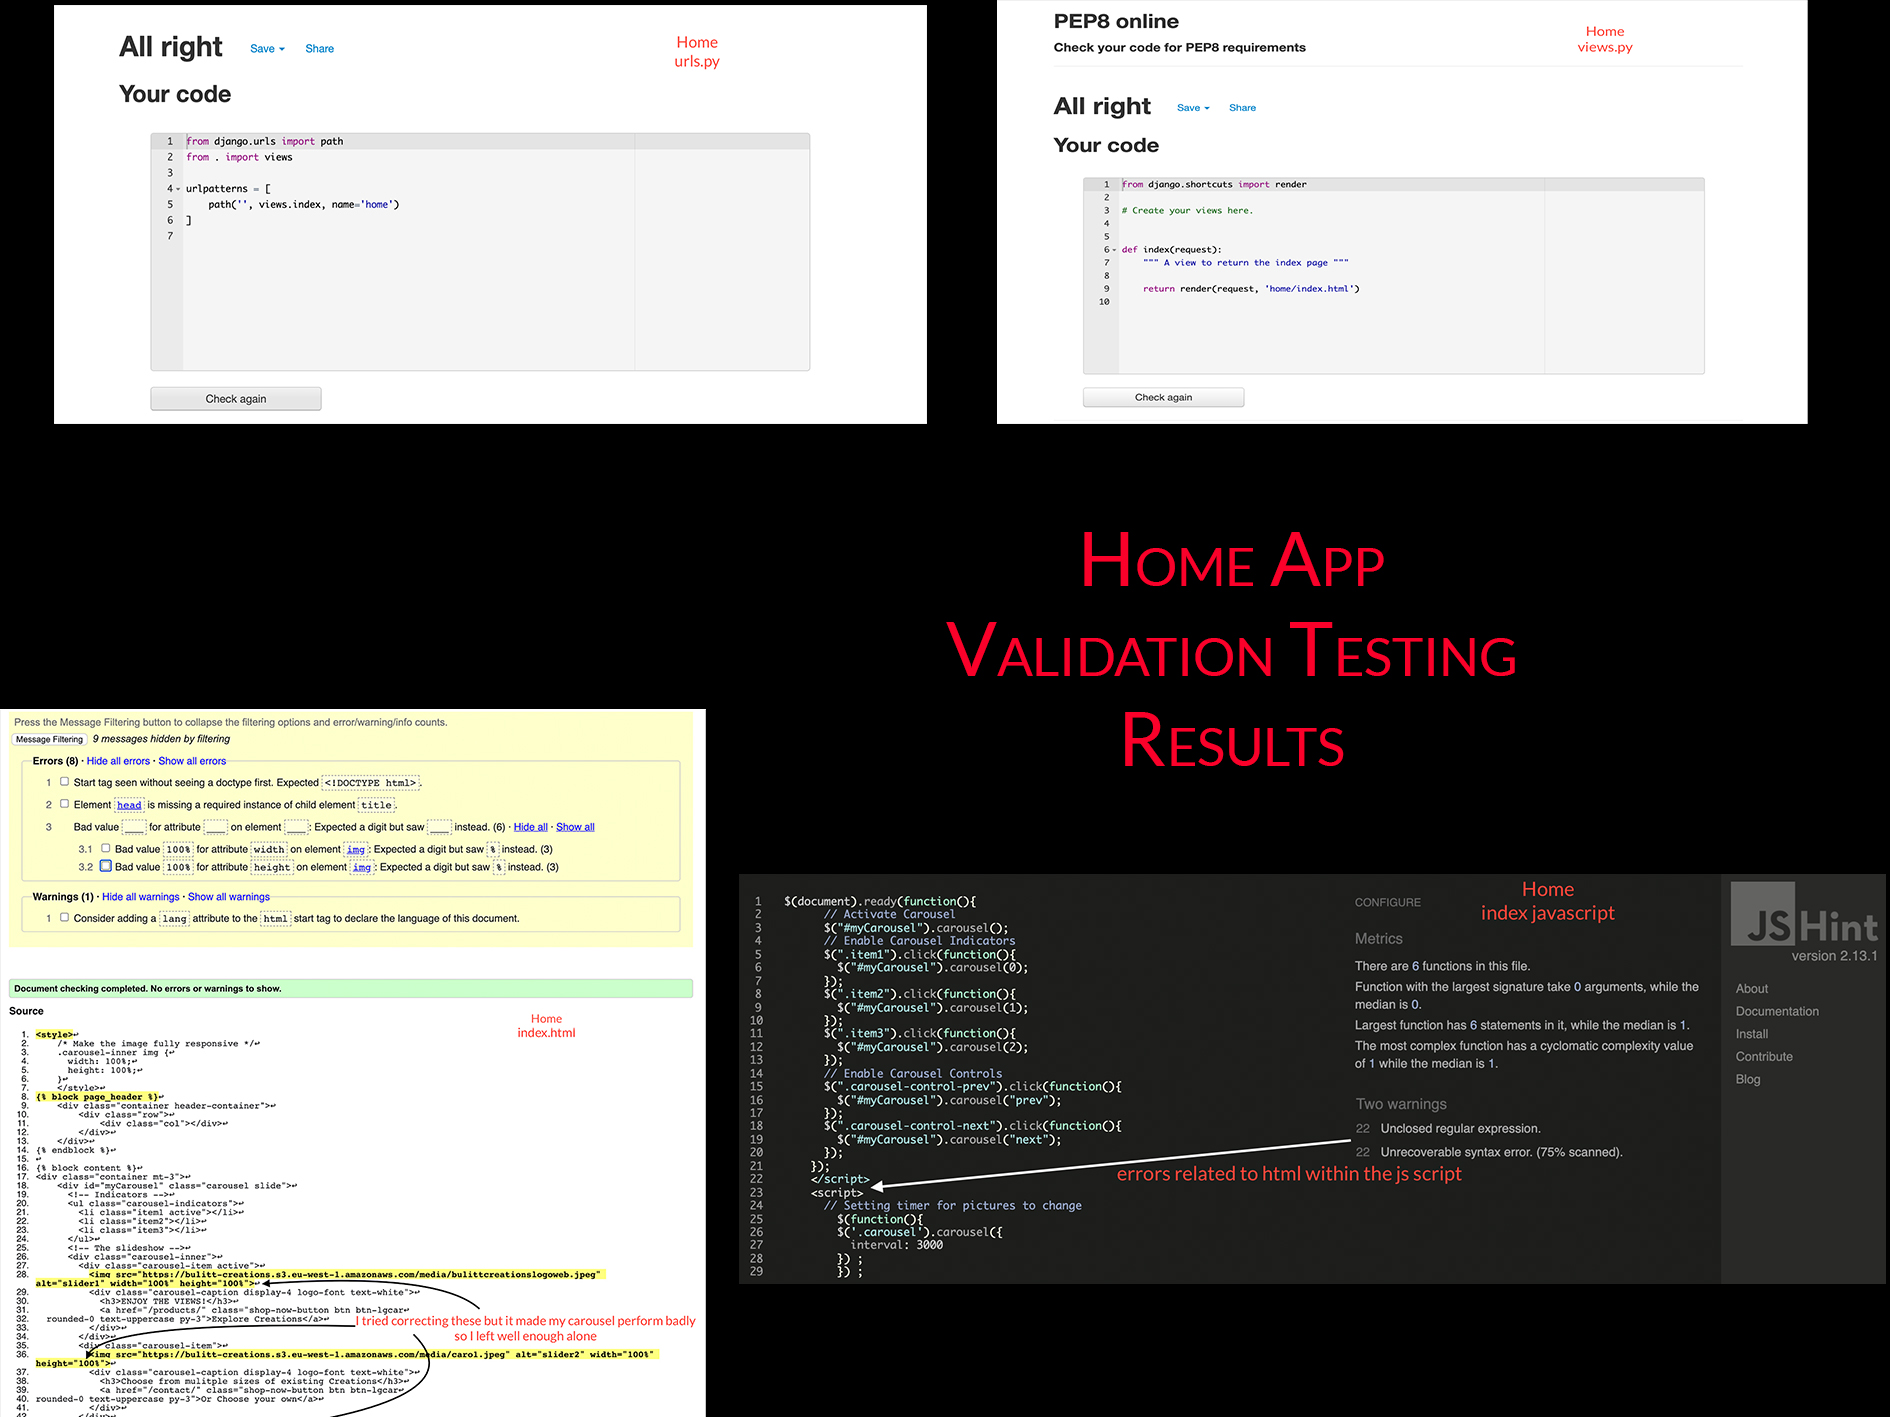 All right Save Share
Home
urls.py
Your code
1 from django.urls import path
2 from . import views
3
4 urlpatterns = [
5 path('', views.index, name='home')
6 ]
7
Check again
PEP8 online
Check your code for PEP8 requirements
Home
views.py
All right Save Share
Your code
1 from django.shortcuts import render
2
3 # Create your views here.
4
5
6 def index(request):
7 """ A view to return the index page """
8
9 return render(request, 'home/index.html')
10
Check again
Home App
Validation Testing
Results
Press the Message Filtering button to collapse the filtering options and error/warning/info counts.
Message Filtering 9 messages hidden by filtering
Errors (8) · Hide all errors · Show all errors
1 Start tag seen without seeing a doctype first. Expected <!DOCTYPE html>.
2 Element head is missing a required instance of child element title.
3 Bad value ___ for attribute ___ on element ___: Expected a digit but saw ___ instead. (6) · Hide all · Show all
3.1 Bad value 100% for attribute width on element img: Expected a digit but saw % instead. (3)
3.2 Bad value 100% for attribute height on element img: Expected a digit but saw % instead. (3)
Warnings (1) · Hide all warnings · Show all warnings
1 Consider adding a lang attribute to the html start tag to declare the language of this document.
Document checking completed. No errors or warnings to show.
Source
Home
index.html
1. <style>↩
2. /* Make the image fully responsive */↩
3. .carousel-inner img {↩
4. width: 100%;↩
5. height: 100%;↩
6. }↩
7. </style>↩
8. {% block page_header %}↩
9. <div class="container header-container">↩
10. <div class="row">↩
11. <div class="col"></div>↩
12. </div>↩
13. </div>↩
14. {% endblock %}↩
15. ↩
16. {% block content %}↩
17. <div class="container mt-3">↩
18. <div id="myCarousel" class="carousel slide">↩
19. <!-- Indicators -->↩
20. <ul class="carousel-indicators">↩
21. <li class="item1 active"></li>↩
22. <li class="item2"></li>↩
23. <li class="item3"></li>↩
24. </ul>↩
25. <!-- The slideshow -->↩
26. <div class="carousel-inner">↩
27. <div class="carousel-item active">↩
28. <img src="https://bulitt-creations.s3.eu-west-1.amazonaws.com/media/bulittcreationslogoweb.jpeg"
alt="slider1" width="100%" height="100%">↩
29. <div class="carousel-caption display-4 logo-font text-white">↩
30. <h3>ENJOY THE VIEWS!</h3>↩
31. <a href="/products/" class="shop-now-button btn btn-lgcar↩
32. rounded-0 text-uppercase py-3">Explore Creations</a>↩
33. </div>↩
34. </div>↩
35. <div class="carousel-item">↩
36. <img src="https://bulitt-creations.s3.eu-west-1.amazonaws.com/media/carol.jpeg" alt="slider2" width="100%"
height="100%">↩
37. <div class="carousel-caption display-4 logo-font text-white">↩
38. <h3>Choose from mulitple sizes of existing Creations</h3>↩
39. <a href="/contact/" class="shop-now-button btn btn-lgcar↩
40. rounded-0 text-uppercase py-3">Or Choose your own</a>↩
41. </div>↩
I tried correcting these but it made my carousel perform badly
so I left well enough alone
1 $(document).ready(function(){
2 // Activate Carousel
3 $("#myCarousel").carousel();
4 // Enable Carousel Indicators
5 $(".item1").click(function(){
6 $("#myCarousel").carousel(0);
7 });
8 $(".item2").click(function(){
9 $("#myCarousel").carousel(1);
10 });
11 $(".item3").click(function(){
12 $("#myCarousel").carousel(2);
13 });
14 // Enable Carousel Controls
15 $(".carousel-control-prev").click(function(){
16 $("#myCarousel").carousel("prev");
17 });
18 $(".carousel-control-next").click(function(){
19 $("#myCarousel").carousel("next");
20 });
21 });
22 </script>
23 <script>
24 // Setting timer for pictures to change
25 $(function(){
26 $('.carousel').carousel({
27 interval: 3000
28 }) ;
29 }) ;
errors related to html within the js script
CONFIGURE
Home
index javascript
Metrics
There are 6 functions in this file.
Function with the largest signature take 0 arguments, while the
median is 0.
Largest function has 6 statements in it, while the median is 1.
The most complex function has a cyclomatic complexity value
of 1 while the median is 1.
Two warnings
22 Unclosed regular expression.
22 Unrecoverable syntax error. (75% scanned).
JSHint
version 2.13.1
About
Documentation
Install
Contribute
Blog